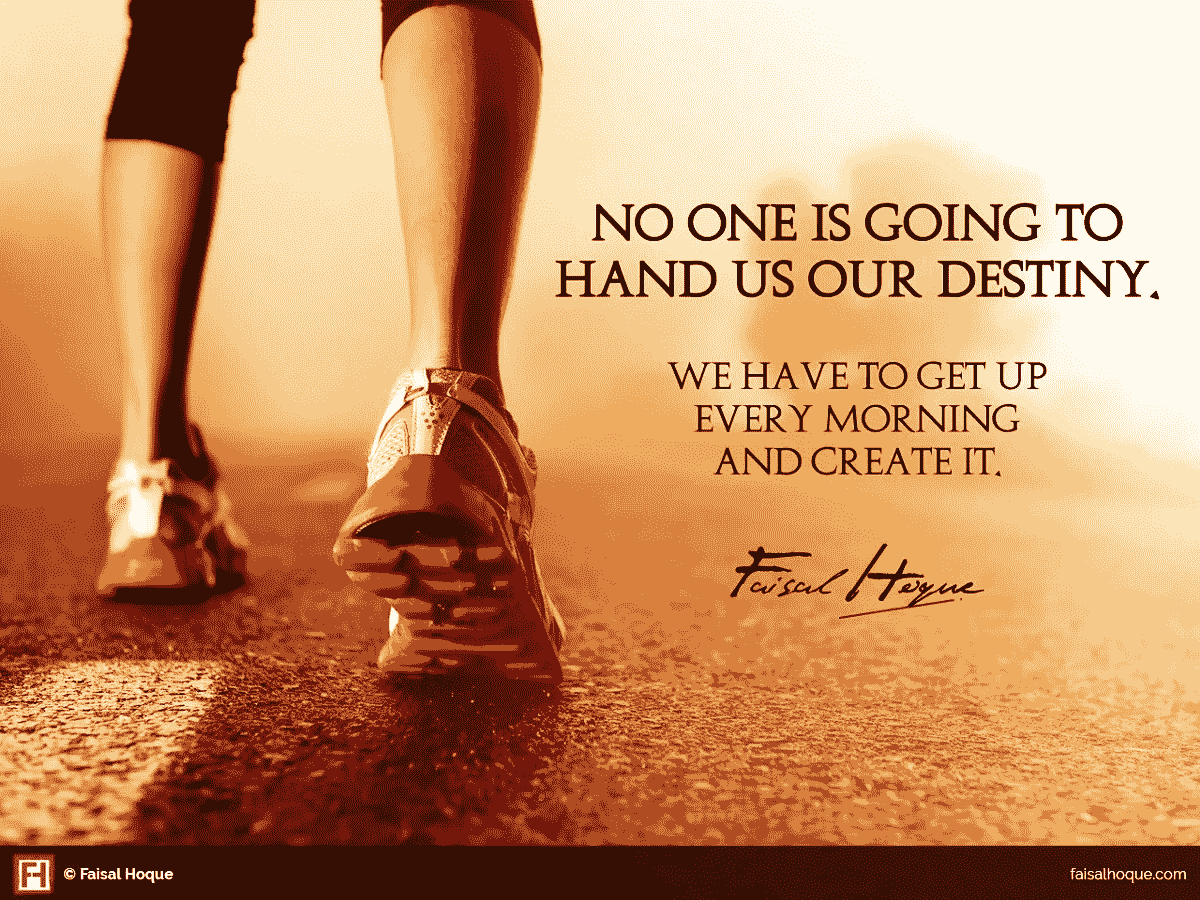 NO ONE IS GOING TO
HAND US OUR DESTINY.
WE HAVE TO GET UP
EVERY MORNING
AND CREATE IT.
Faisal Hoque
FH © Faisal Hoque
faisalhoque.com